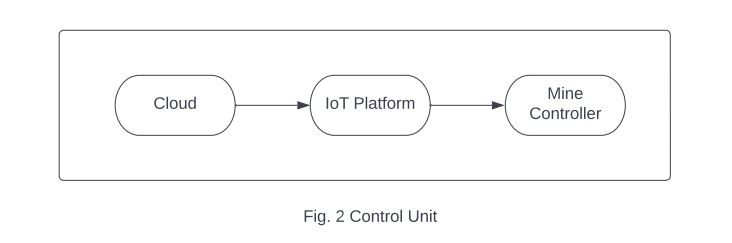 Cloud
IoT Platform
Mine
Controller
Fig. 2 Control Unit